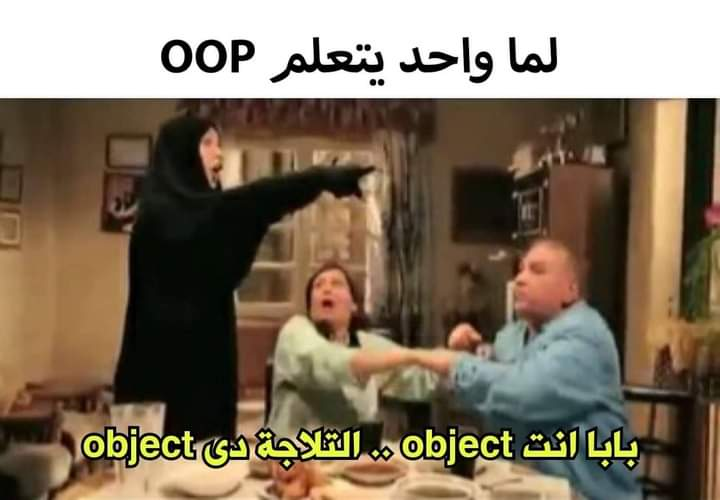 لما واحد يتعلم OOP
بابا انت object .. التلاجة دى object